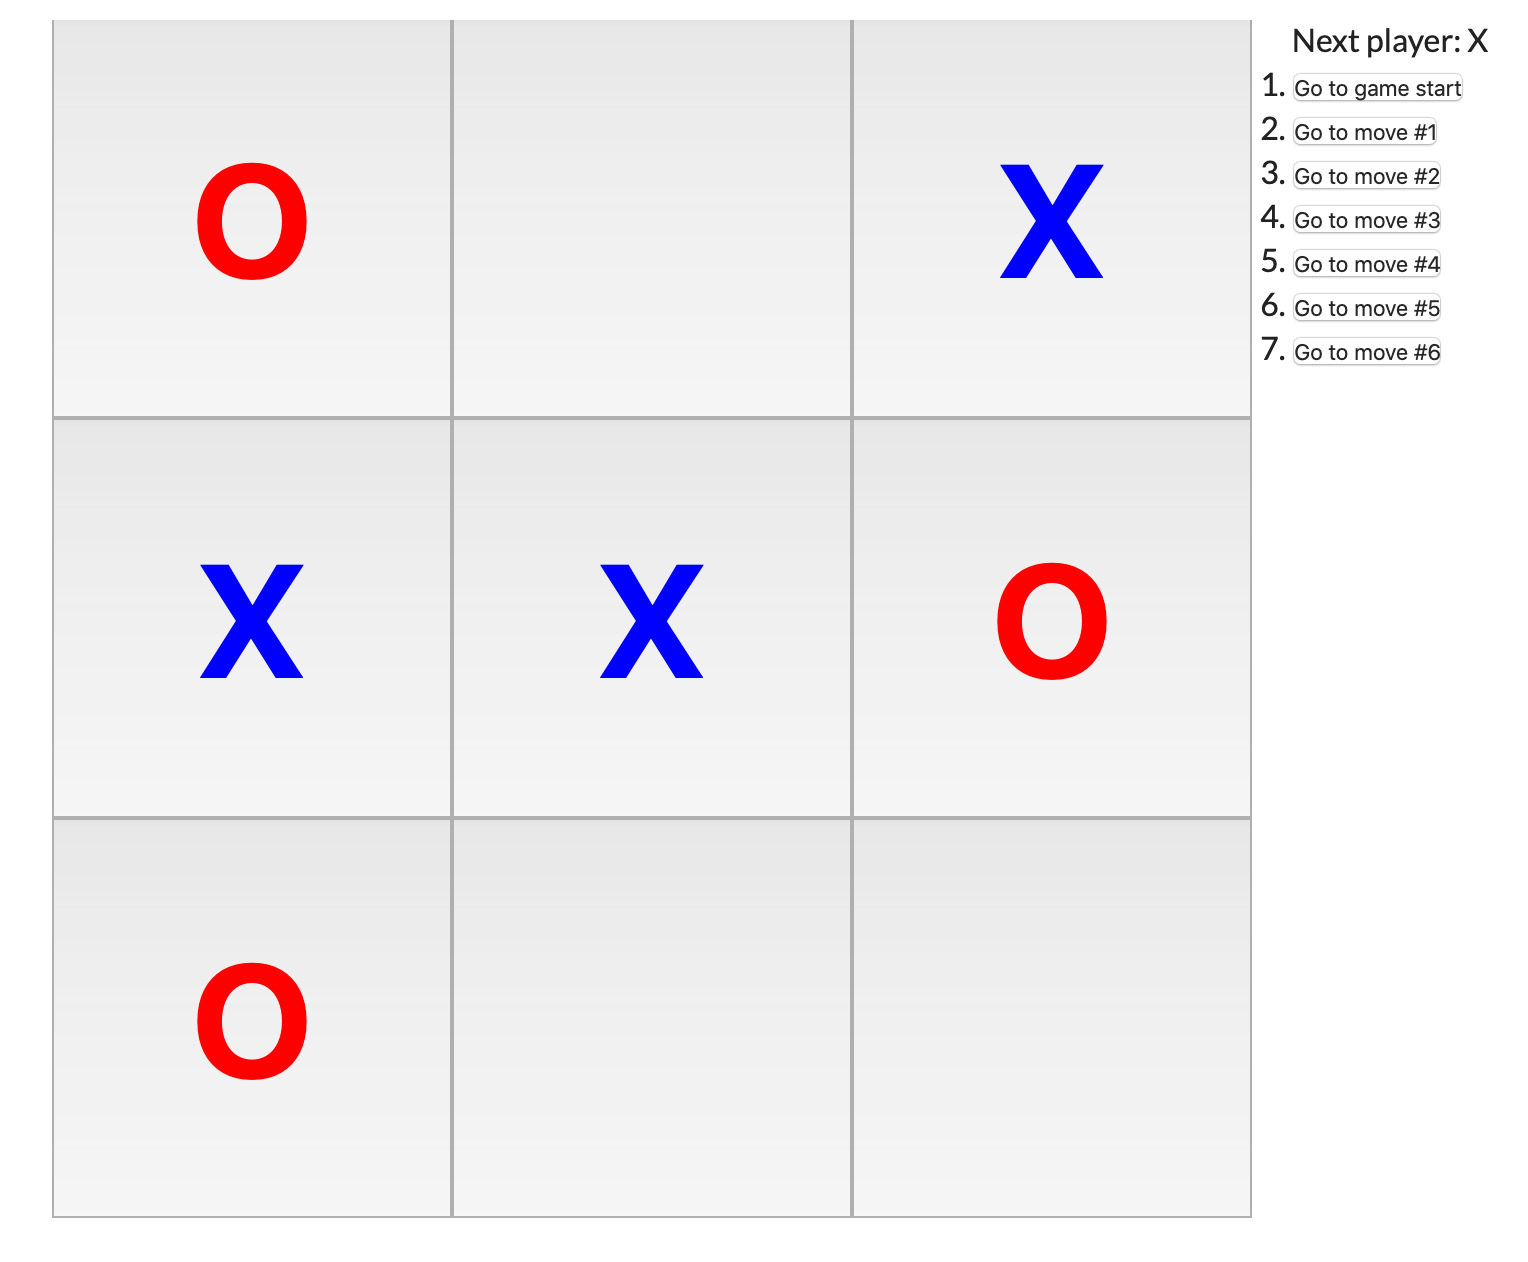 O X
X X O
O
Next player: X
1. Go to game start
2. Go to move #1
3. Go to move #2
4. Go to move #3
5. Go to move #4
6. Go to move #5
7. Go to move #6